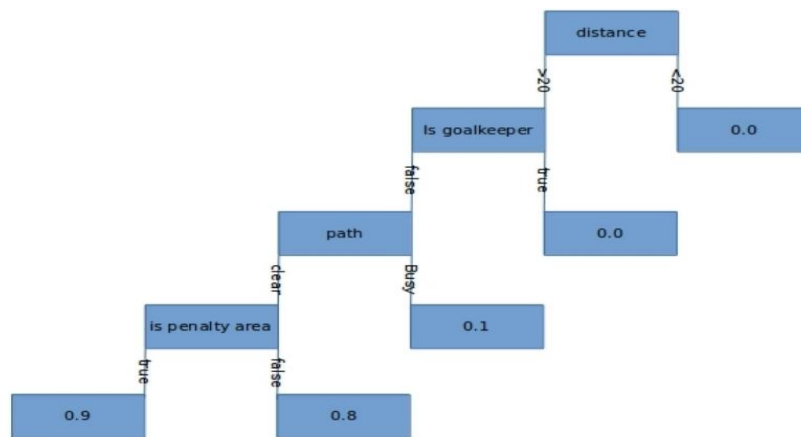 distance
>20
<20
Is goalkeeper
0.0
false
true
path
0.0
clear
Busy
is penalty area
0.1
true
false
0.9
0.8